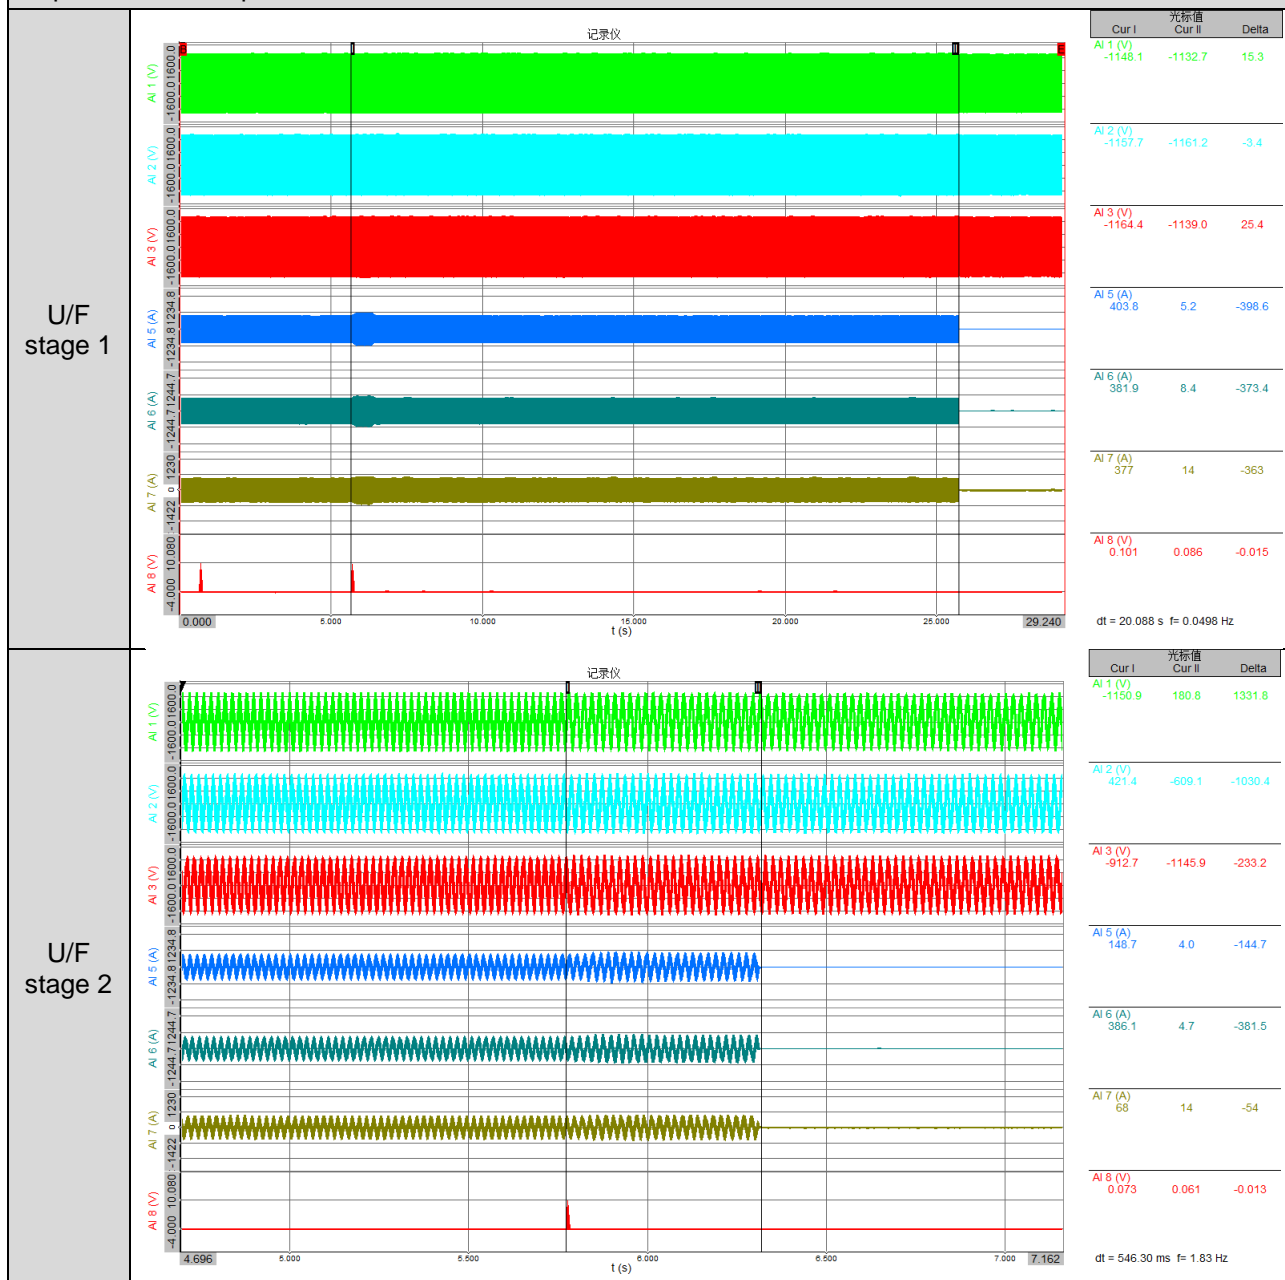 U/F
stage 1
记录仪
AI 1 (V)
-1600.0 1600.0
AI 2 (V)
-1600.0 1600.0
AI 3 (V)
-1600.0 1600.0
AI 5 (A)
-1234.8 1234.8
AI 6 (A)
-1244.7 1244.7
AI 7 (A)
-1422 0 1230
AI 8 (V)
-4.000 10.080
0.000 5.000 10.000 15.000 20.000 25.000 29.240
t (s)
光标值
Cur I Cur II Delta
AI 1 (V)
-1148.1 -1132.7 15.3
AI 2 (V)
-1157.7 -1161.2 -3.4
AI 3 (V)
-1164.4 -1139.0 25.4
AI 5 (A)
403.8 5.2 -398.6
AI 6 (A)
381.9 8.4 -373.4
AI 7 (A)
377 14 -363
AI 8 (V)
0.101 0.086 -0.015
dt = 20.088 s f= 0.0498 Hz
U/F
stage 2
记录仪
AI 1 (V)
-1600.0 1600.0
AI 2 (V)
-1600.0 1600.0
AI 3 (V)
-1600.0 1600.0
AI 5 (A)
-1234.8 1234.8
AI 6 (A)
-1244.7 1244.7
AI 7 (A)
-1422 0 1230
AI 8 (V)
-4.000 10.080
4.696 5.000 5.500 6.000 6.500 7.000 7.162
t (s)
光标值
Cur I Cur II Delta
AI 1 (V)
-1150.9 180.8 1331.8
AI 2 (V)
421.4 -609.1 -1030.4
AI 3 (V)
-912.7 -1145.9 -233.2
AI 5 (A)
148.7 4.0 -144.7
AI 6 (A)
386.1 4.7 -381.5
AI 7 (A)
68 14 -54
AI 8 (V)
0.073 0.061 -0.013
dt = 546.30 ms f= 1.83 Hz